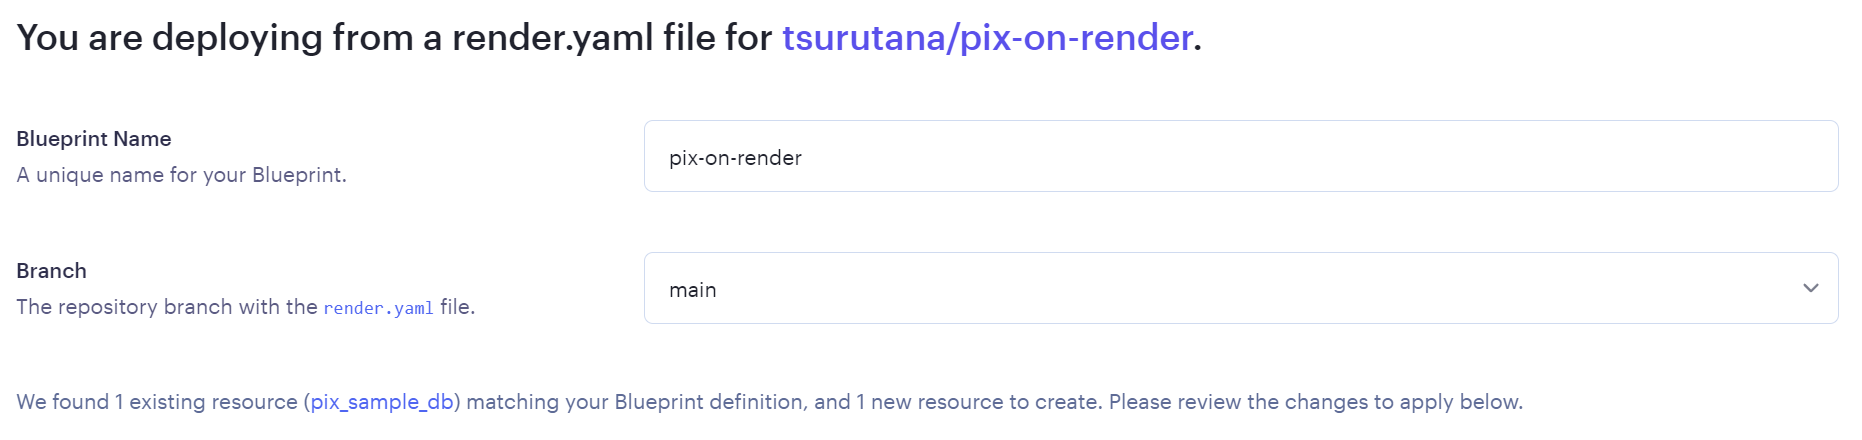 You are deploying from a render.yaml file for tsurutana/pix-on-render.
Blueprint Name
A unique name for your Blueprint.
pix-on-render
Branch
The repository branch with the render.yaml file.
main
We found 1 existing resource (pix_sample_db) matching your Blueprint definition, and 1 new resource to create. Please review the changes to apply below.